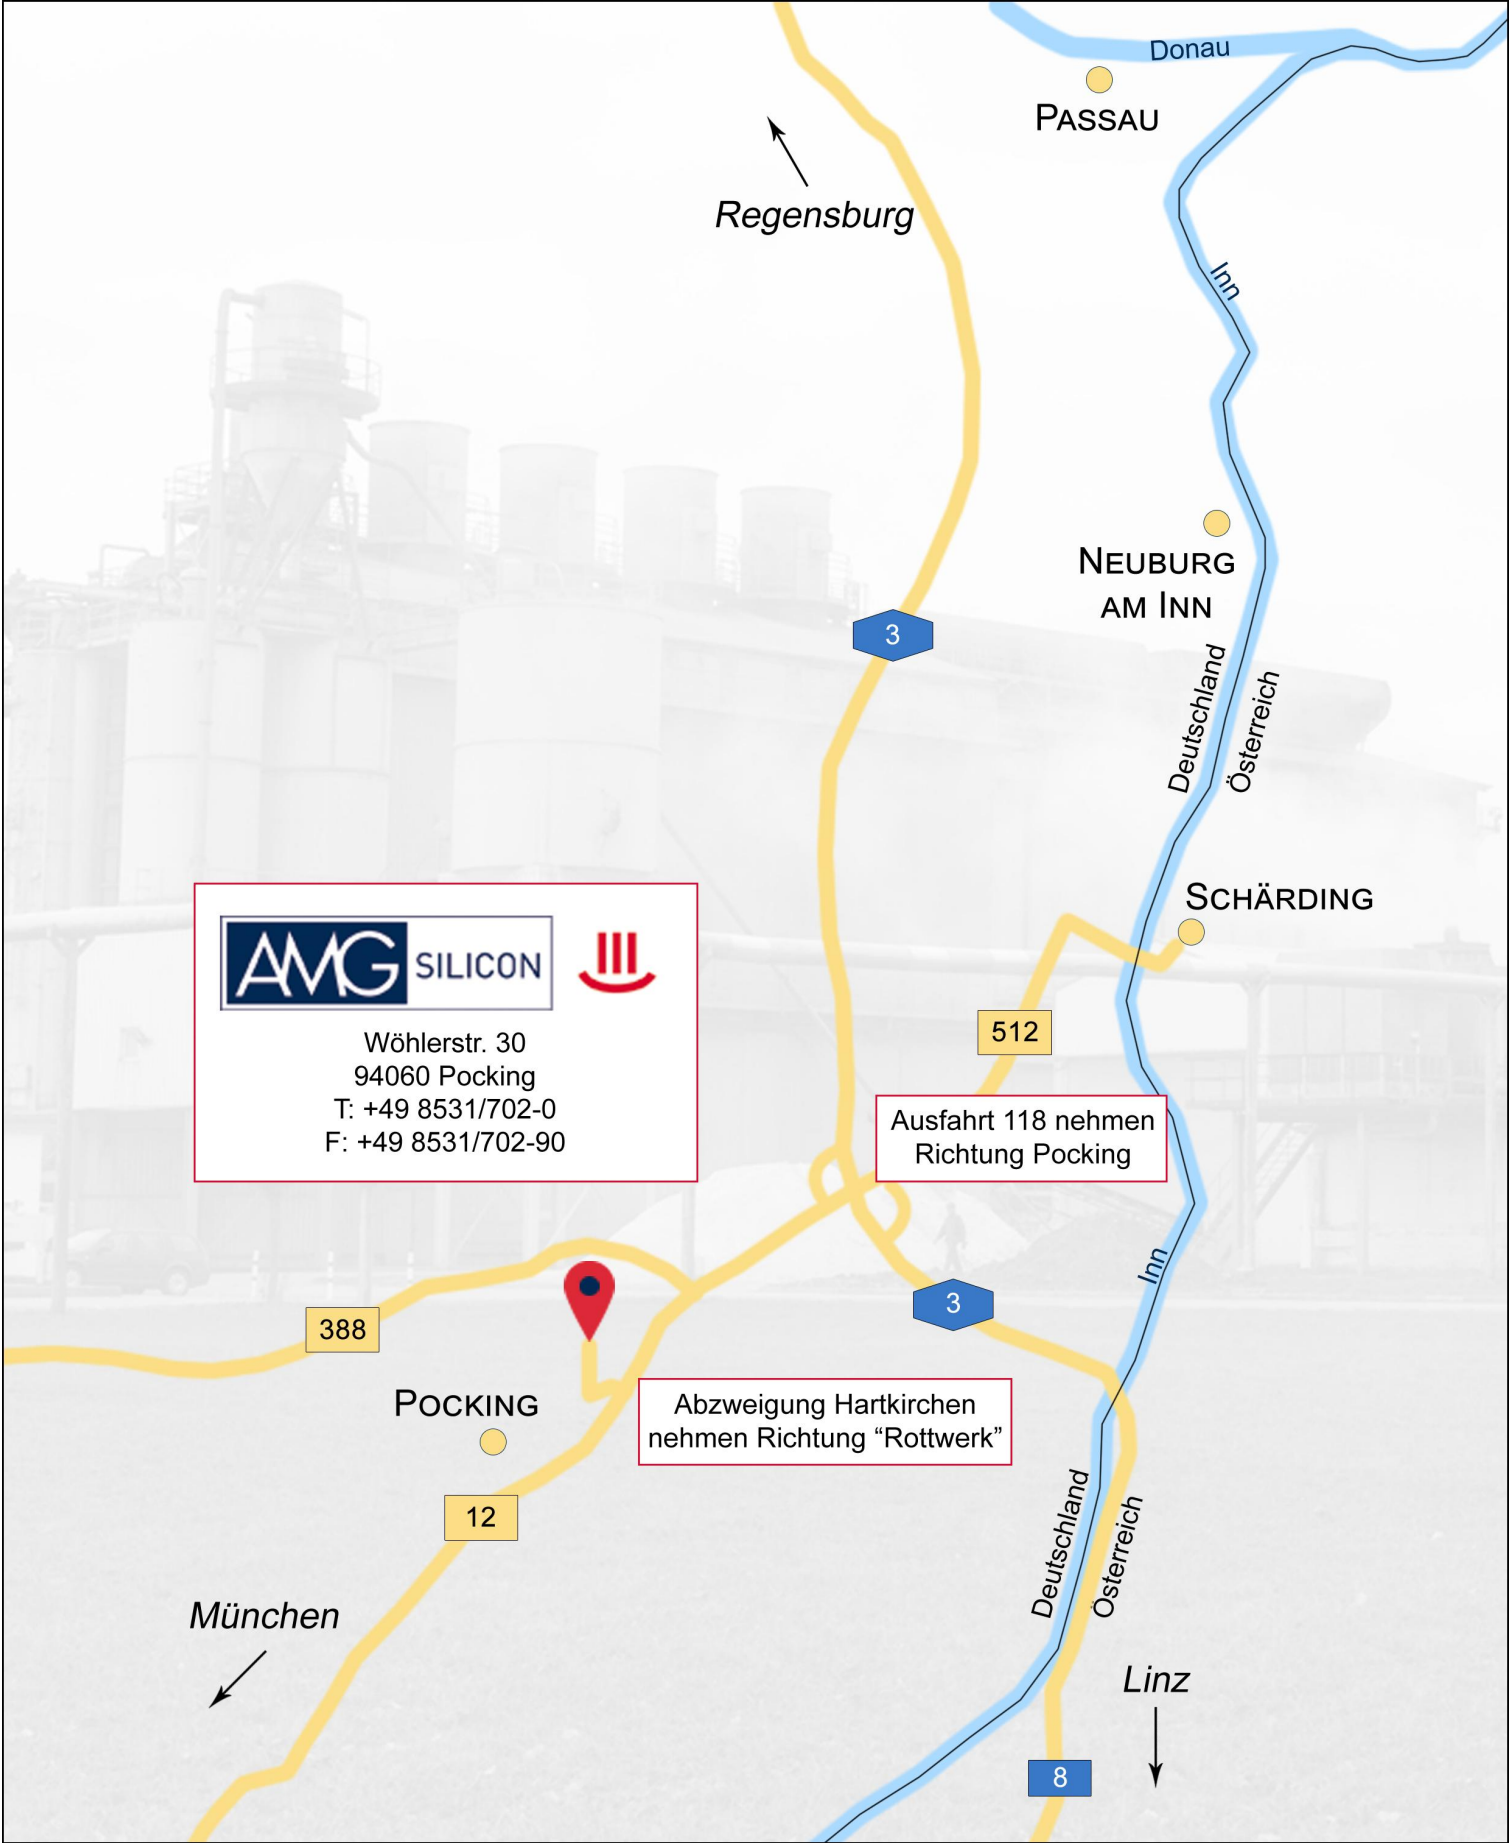 Donau
PASSAU
Regensburg
Inn
3
NEUBURG
AM INN
Deutschland
Österreich
SCHÄRDING
AMG SILICON
Wöhlerstr. 30
94060 Pocking
T: +49 8531/702-0
F: +49 8531/702-90
512
Ausfahrt 118 nehmen
Richtung Pocking
Inn
3
388
POCKING
Abzweigung Hartkirchen
nehmen Richtung “Rottwerk”
12
Deutschland
Österreich
München
Linz
8